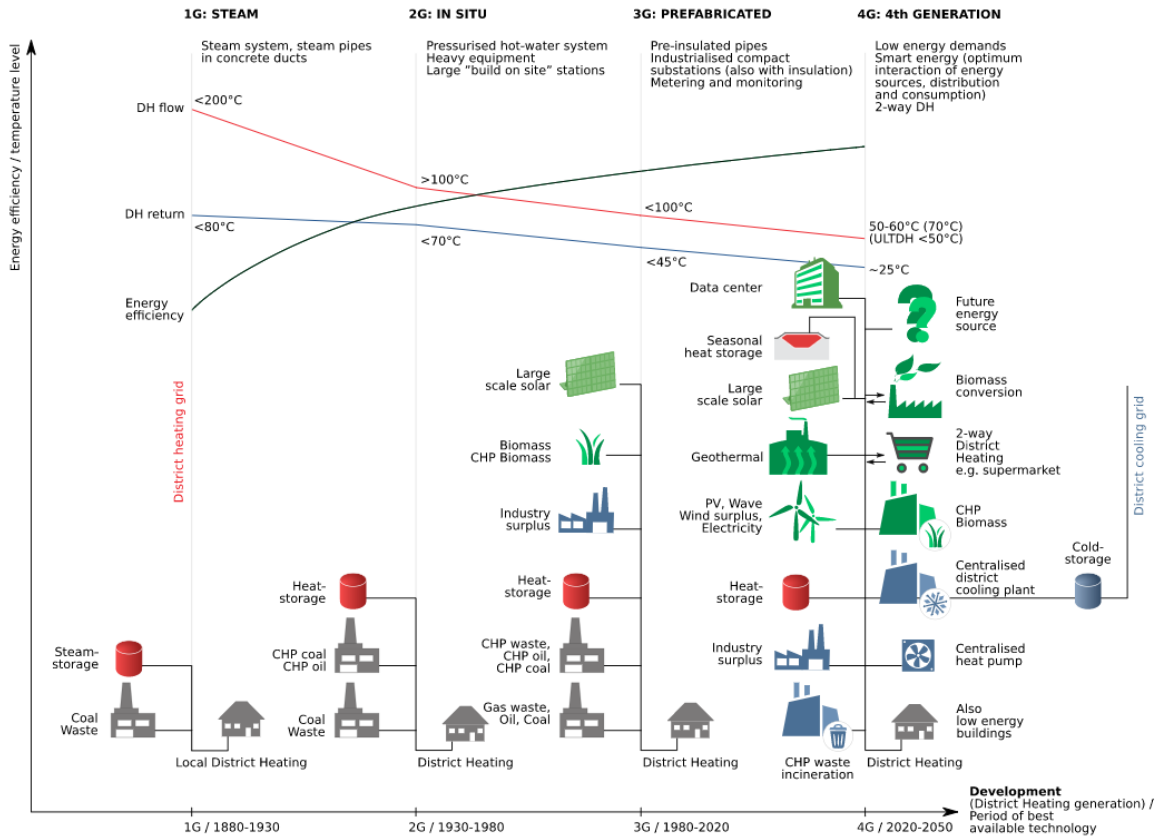 1G: STEAM
2G: IN SITU
3G: PREFABRICATED
4G: 4th GENERATION
Steam system, steam pipes
in concrete ducts
Pressurised hot-water system
Heavy equipment
Large “build on site” stations
Pre-insulated pipes
Industrialised compact
substations (also with insulation)
Metering and monitoring
Low energy demands
Smart energy (optimum
interaction of energy
sources, distribution
and consumption)
2-way DH
Energy efficiency / temperature level
DH flow
<200°C
>100°C
<100°C
50-60°C (70°C)
(ULTDH <50°C)
DH return
<80°C
<70°C
<45°C
~25°C
Energy
efficiency
District heating grid
Data center
Future
energy
source
Seasonal
heat storage
Large
scale solar
Large
scale solar
Biomass
conversion
Biomass
CHP Biomass
Geothermal
2-way
District
Heating
e.g. supermarket
District cooling grid
Industry
surplus
PV, Wave
Wind surplus,
Electricity
CHP
Biomass
Heat-
storage
Heat-
storage
Heat-
storage
Centralised
district
cooling plant
Cold-
storage
Steam-
storage
CHP coal
CHP oil
CHP waste,
CHP oil,
CHP coal
Industry
surplus
Centralised
heat pump
Coal
Waste
Coal
Waste
Gas waste,
Oil, Coal
Also
low energy
buildings
Local District Heating
District Heating
District Heating
CHP waste
incineration
District Heating
Development
(District Heating generation) /
Period of best
available technology
1G / 1880-1930
2G / 1930-1980
3G / 1980-2020
4G / 2020-2050